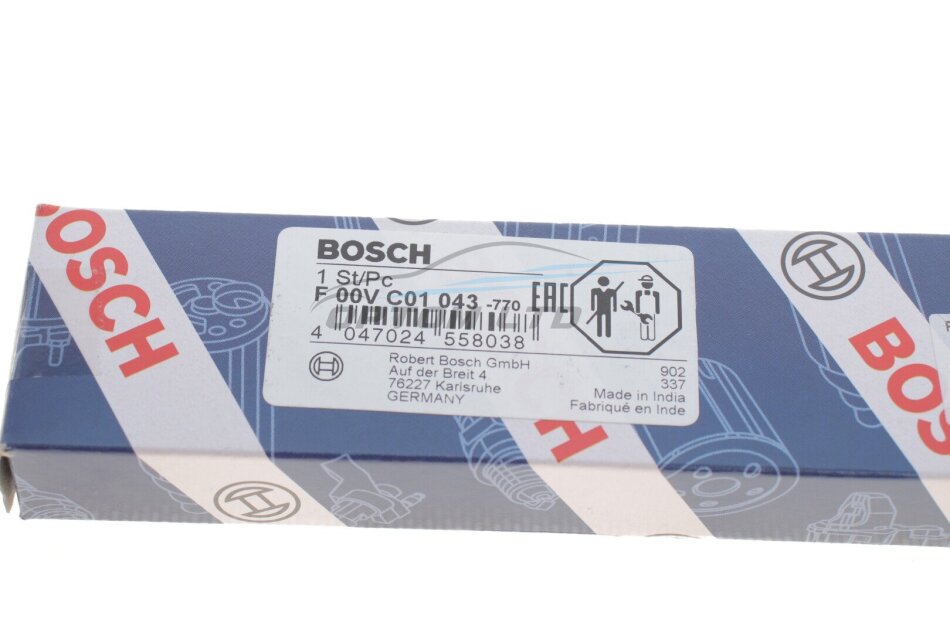 BOSCH
BOSCH
1 St/Pc
F 00V C01 043 -770
EAC
4 047024 558038
Robert Bosch GmbH
Auf der Breit 4
76227 Karlsruhe
GERMANY
902
337
Made in India
Fabriqué en Inde
H
BOS